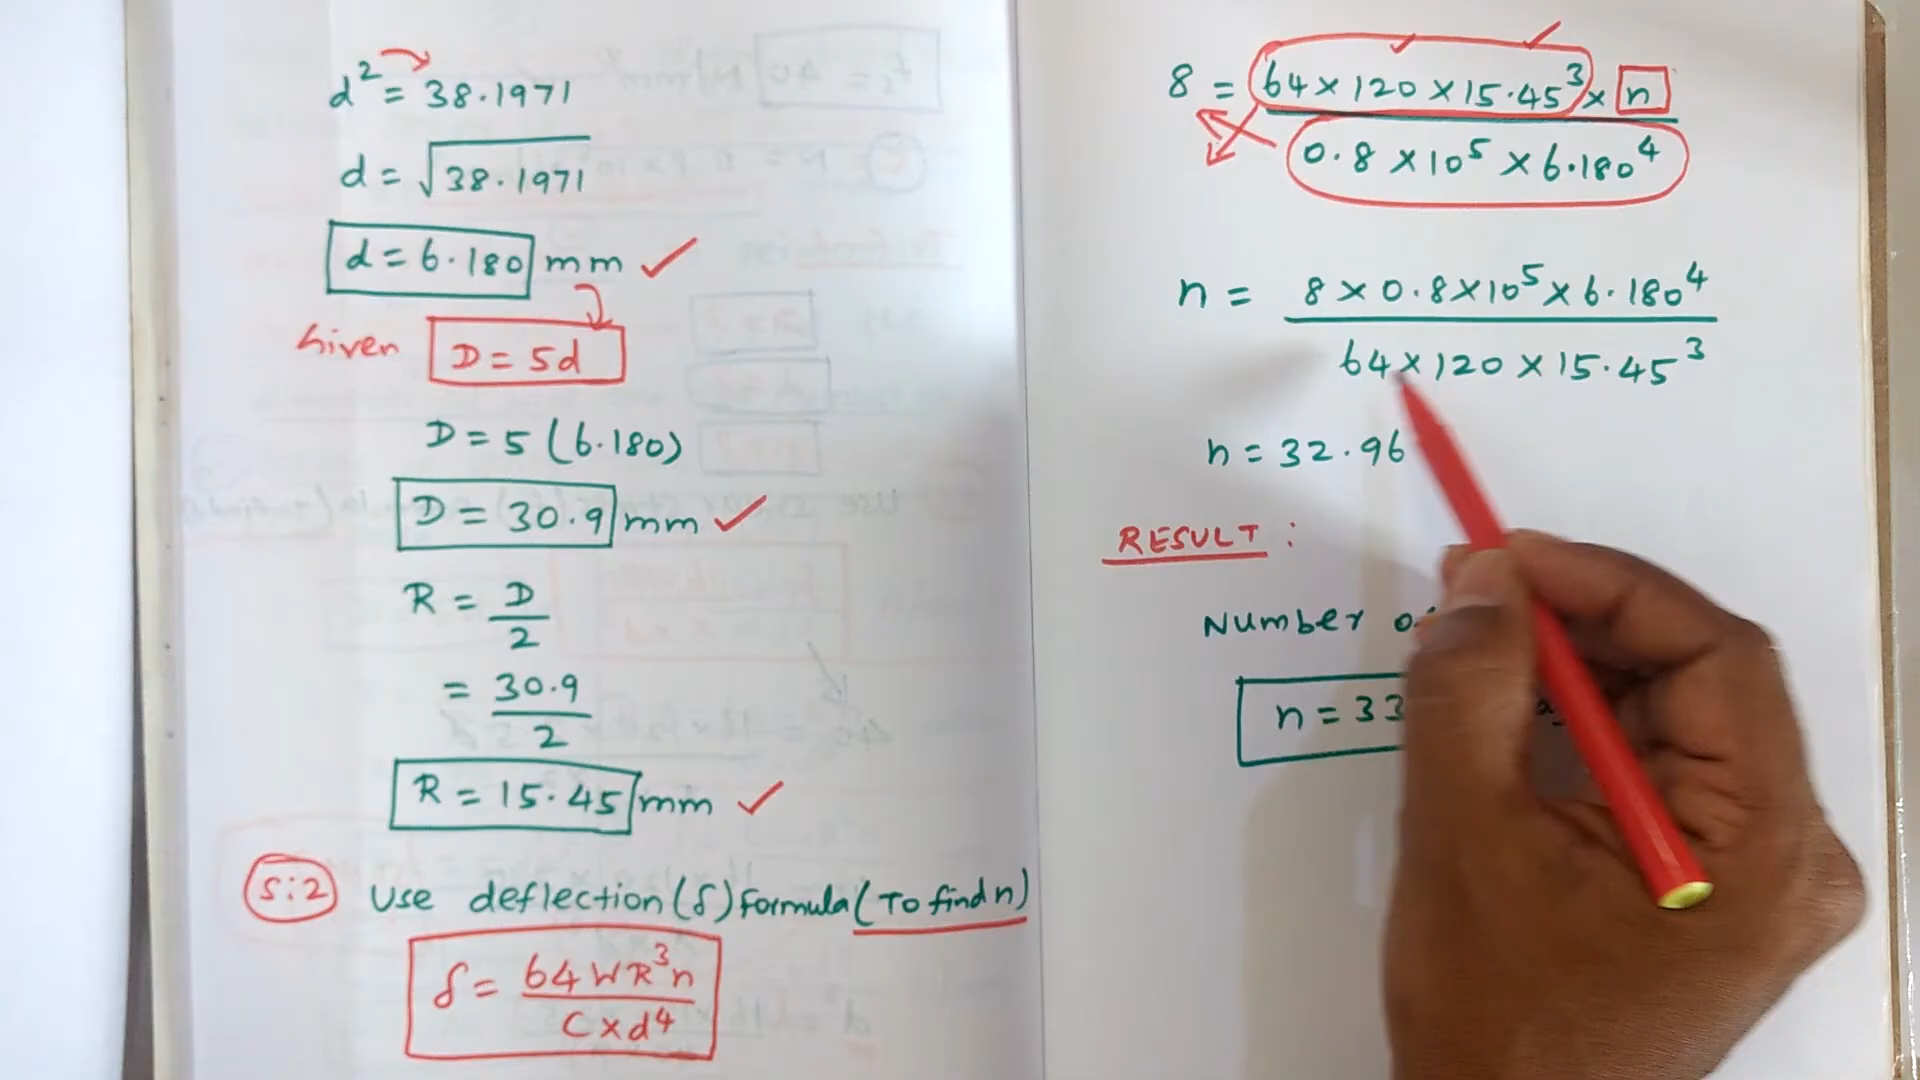 d² = 38.1971
d = √38.1971
d = 6.180 mm ✓
Given D = 5d
D = 5 (6.180)
D = 30.9 mm ✓
R = D/2
= 30.9/2
R = 15.45 mm ✓
S:2 Use deflection (δ) formula (To find n)
δ = 64WR³n / C×d⁴
8 = 64 × 120 × 15.45³ × n / 0.8 × 10⁵ × 6.180⁴
n = 8 × 0.8 × 10⁵ × 6.180⁴ / 64 × 120 × 15.45³
n = 32.96
RESULT :
Number
n = 33